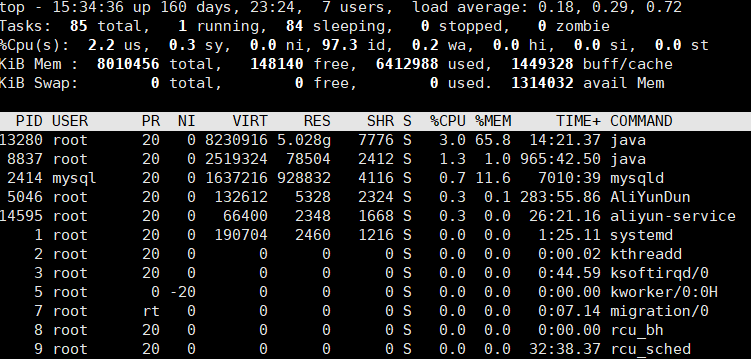 top - 15:34:36 up 160 days, 23:24,  7 users,  load average: 0.18, 0.29, 0.72
Tasks:  85 total,   1 running,  84 sleeping,   0 stopped,   0 zombie
%Cpu(s):  2.2 us,  0.3 sy,  0.0 ni, 97.3 id,  0.2 wa,  0.0 hi,  0.0 si,  0.0 st
KiB Mem :  8010456 total,   148140 free,  6412988 used,  1449328 buff/cache
KiB Swap:        0 total,        0 free,        0 used.  1314032 avail Mem
  PID USER      PR  NI    VIRT    RES    SHR S  %CPU %MEM     TIME+ COMMAND
13280 root      20   0 8230916 5.028g   7776 S   3.0 65.8  14:21.37 java
 8837 root      20   0 2519324  78504   2412 S   1.3  1.0 965:42.50 java
 2414 mysql     20   0 1637216 928832   4116 S   0.7 11.6   7010:39 mysqld
 5046 root      20   0  132612   5328   2324 S   0.3  0.1 283:55.86 AliYunDun
14595 root      20   0   66400   2348   1668 S   0.3  0.0  26:21.16 aliyun-service
    1 root      20   0  190704   2460   1216 S   0.0  0.0   1:25.11 systemd
    2 root      20   0       0      0      0 S   0.0  0.0   0:00.02 kthreadd
    3 root      20   0       0      0      0 S   0.0  0.0   0:44.59 ksoftirqd/0
    5 root       0 -20       0      0      0 S   0.0  0.0   0:00.00 kworker/0:0H
    7 root      rt   0       0      0      0 S   0.0  0.0   0:07.14 migration/0
    8 root      20   0       0      0      0 S   0.0  0.0   0:00.00 rcu_bh
    9 root      20   0       0      0      0 S   0.0  0.0  32:38.37 rcu_sched